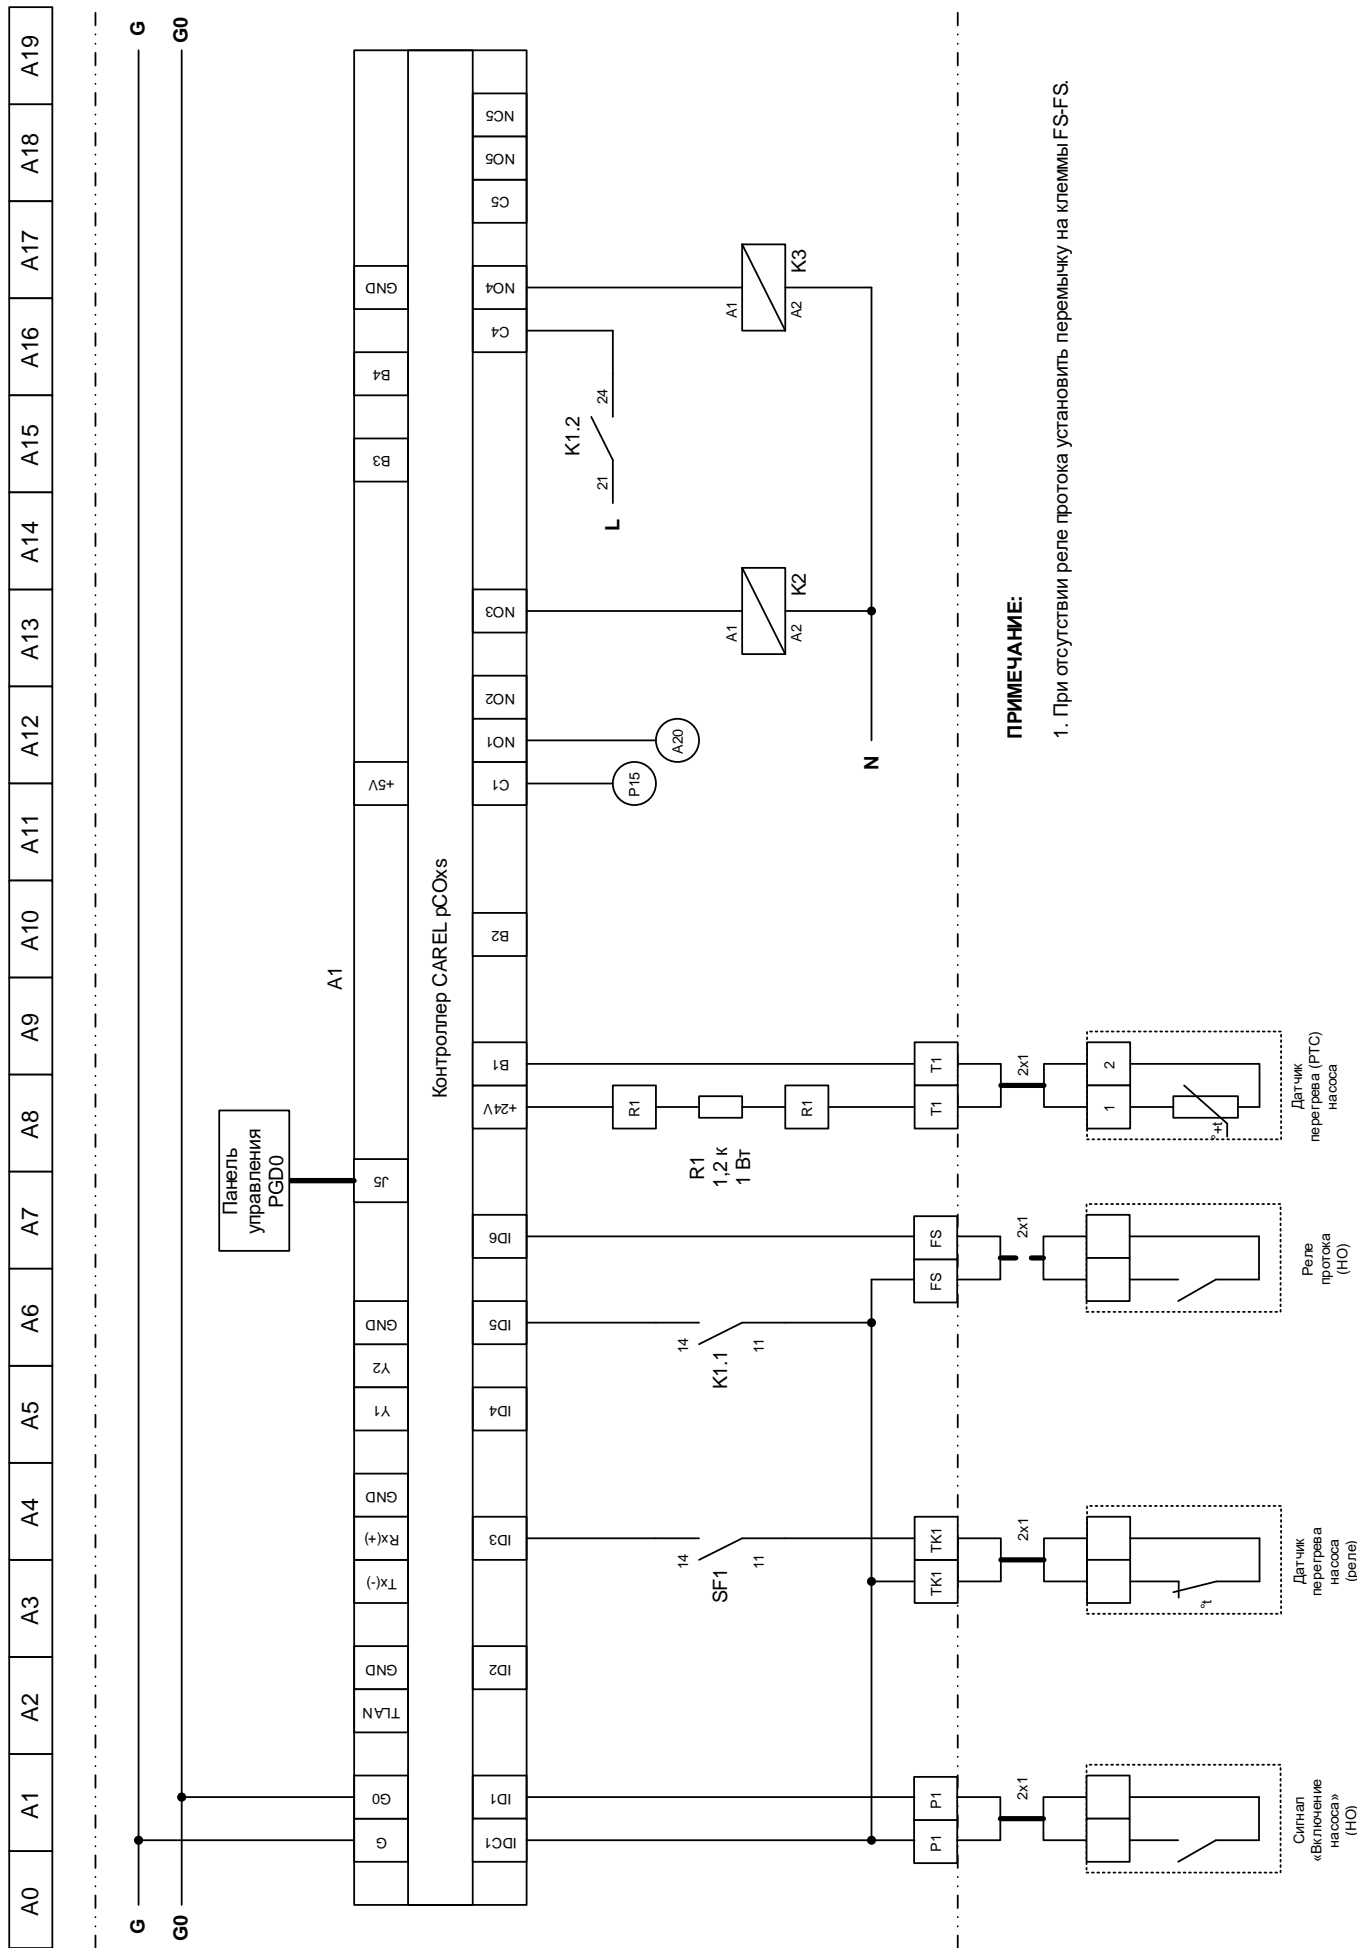 A0
A1
A2
A3
A4
A5
A6
A7
A8
A9
A10
A11
A12
A13
A14
A15
A16
A17
A18
A19
G
G
G0
G0
Панель
управления
PGD0
A1
G
G0
TLAN
GND
Tx(-)
Rx(+)
GND
Y1
Y2
GND
J5
+5V
B3
B4
GND
Контроллер CAREL pCOxs
IDC1
ID1
ID2
ID3
ID4
ID5
ID6
+24V
B1
B2
C1
NO1
NO2
NO3
C4
NO4
C5
NO5
NC5
L
21
K1.2
24
P15
A20
14
SF1
11
14
K1.1
11
R1
R1
1,2 к
1 Вт
R1
A1
K2
A2
A1
K3
A2
N
P1
P1
TK1
TK1
FS
FS
T1
T1
2x1
2x1
2x1
2x1
ПРИМЕЧАНИЕ:
1. При отсутствии реле протока установить перемычку на клеммы FS-FS.
1
2
°t
°+t
Сигнал
«Включение
насоса»
(НО)
Датчик
перегрева
насоса
(реле)
Реле
протока
(НО)
Датчик
перегрева (PTC)
насоса